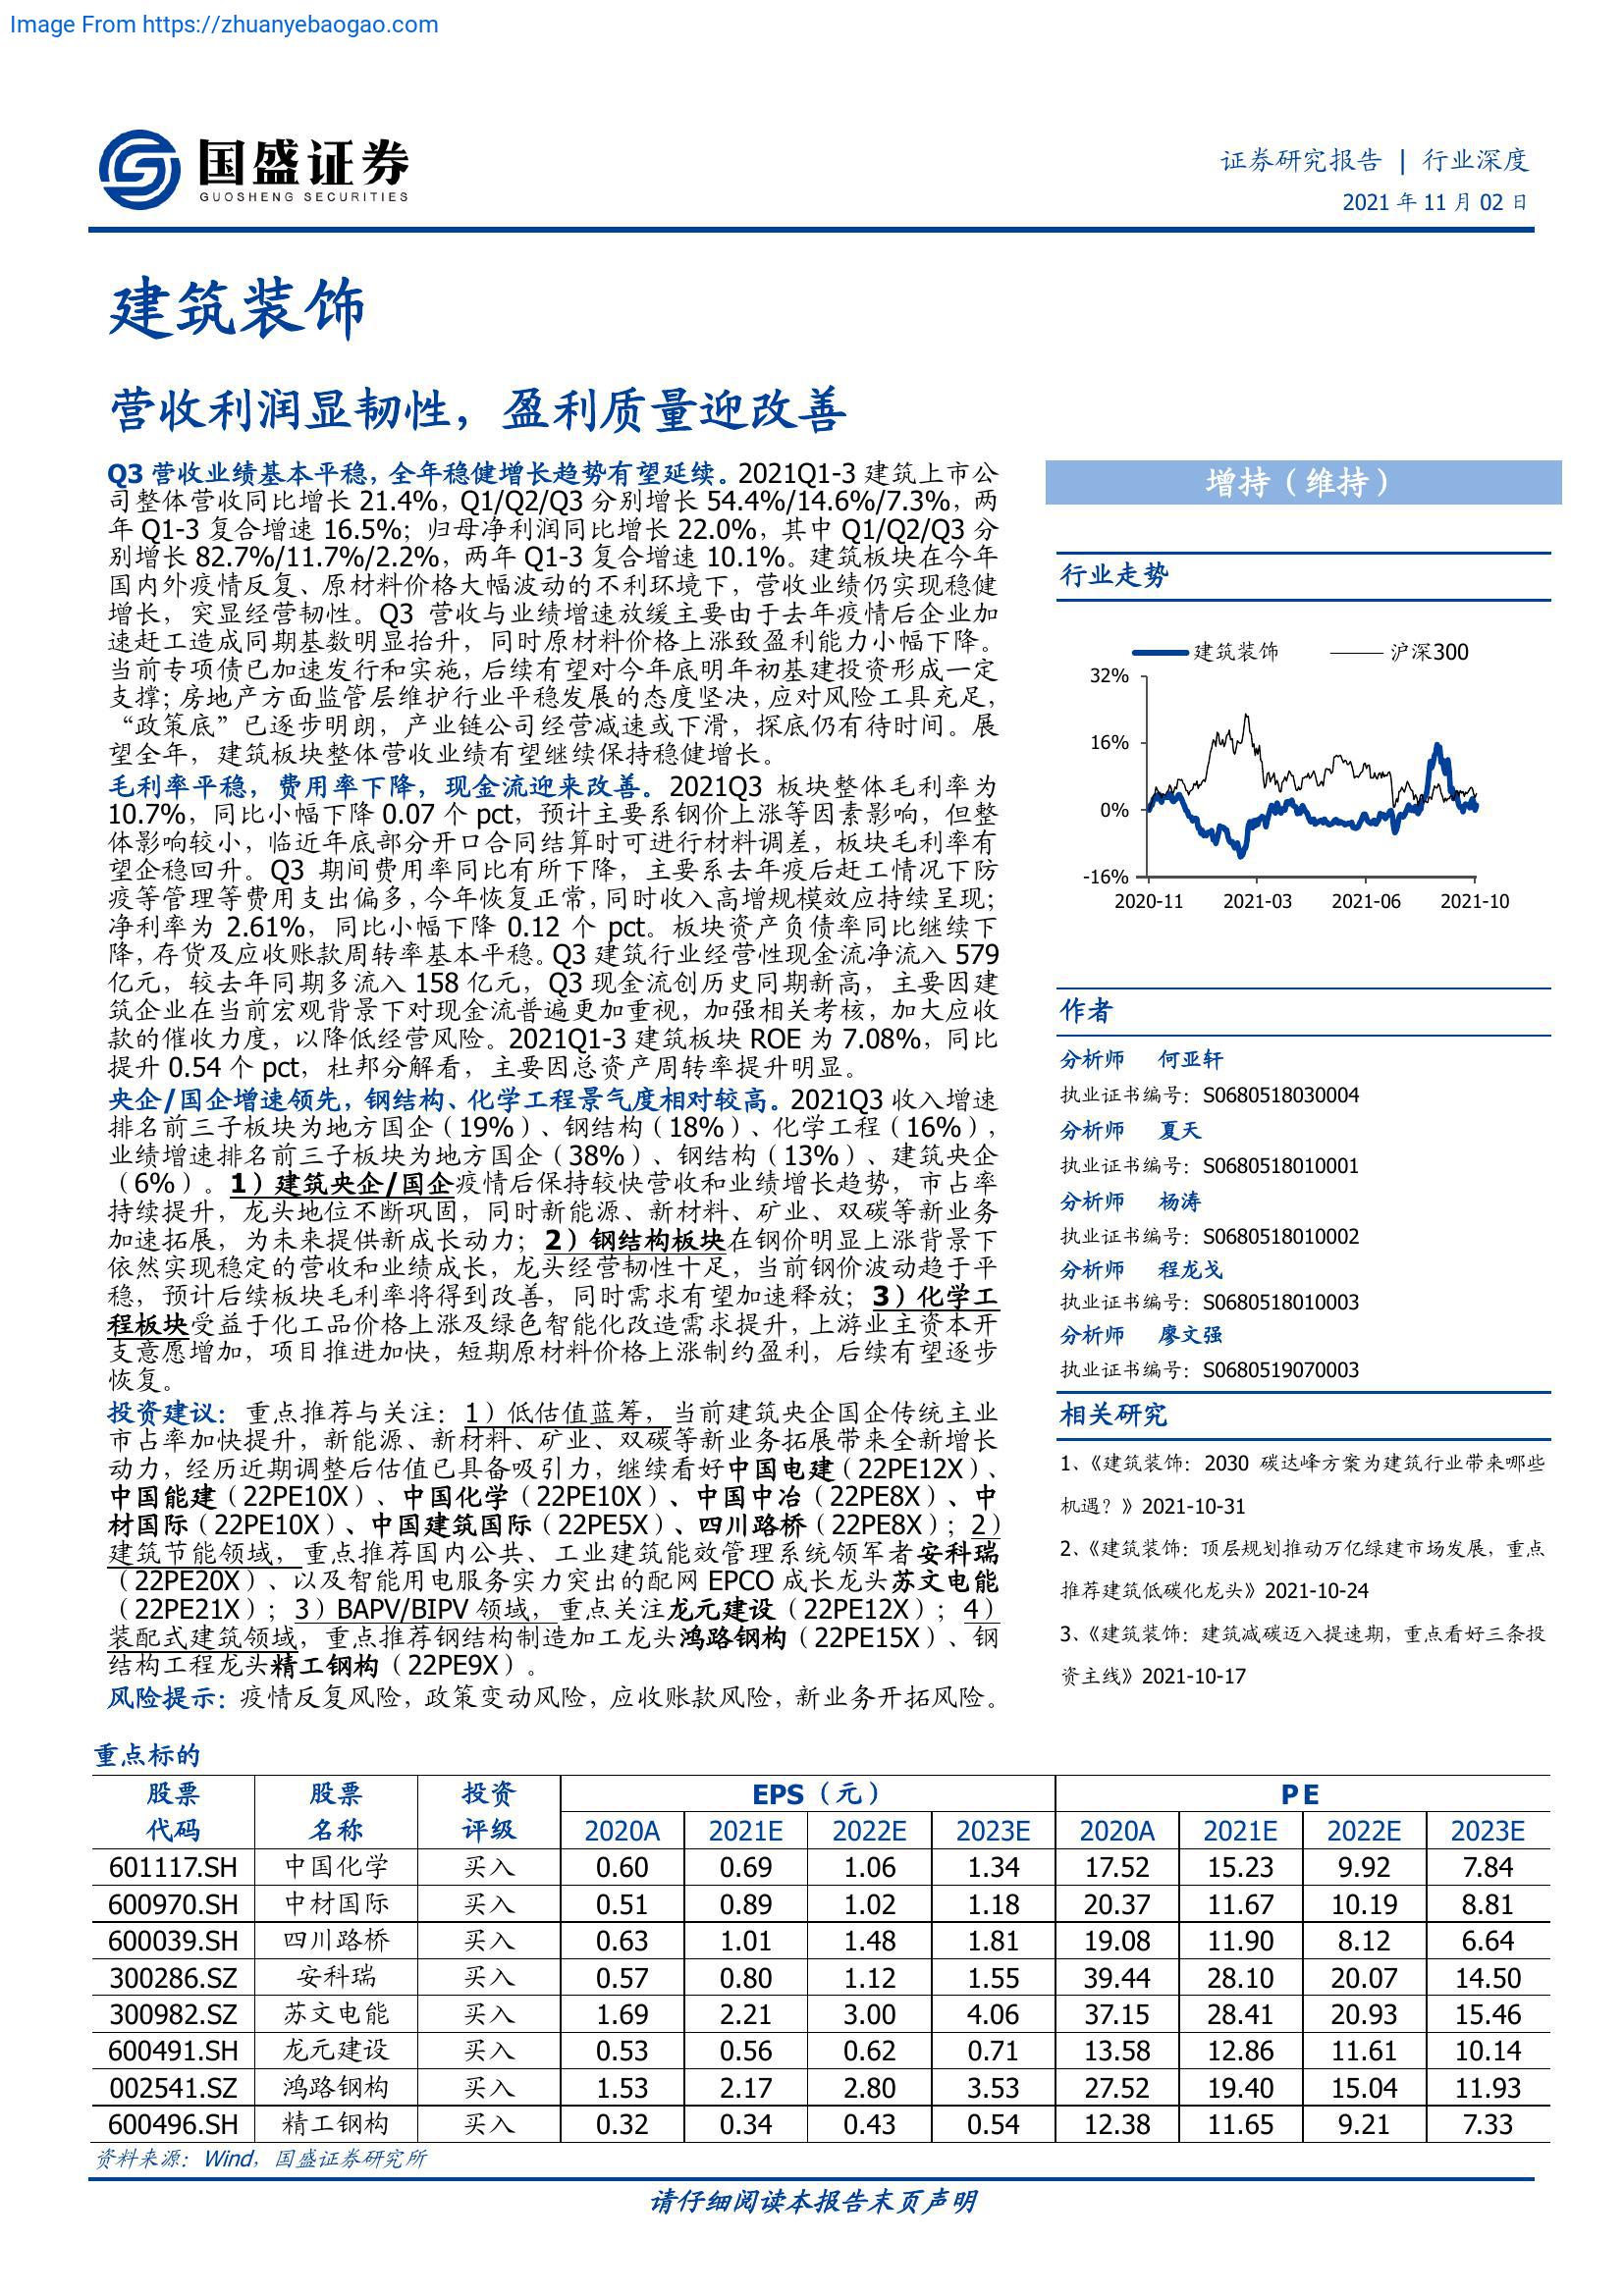 Image From https://zhuanyebaogao.com
国盛证券
GUOSHENG SECURITIES
证券研究报告 | 行业深度
2021 年 11 月 02 日
建筑装饰
营收利润显韧性，盈利质量迎改善
Q3 营收业绩基本平稳，全年稳健增长趋势有望延续。2021Q1-3 建筑上市公
司整体营收同比增长 21.4%，Q1/Q2/Q3 分别增长 54.4%/14.6%/7.3%，两
年 Q1-3 复合增速 16.5%；归母净利润同比增长 22.0%，其中 Q1/Q2/Q3 分
别增长 82.7%/11.7%/2.2%，两年 Q1-3 复合增速 10.1%。建筑板块在今年
国内外疫情反复、原材料价格大幅波动的不利环境下，营收业绩仍实现稳健
增长，突显经营韧性。Q3 营收与业绩增速放缓主要由于去年疫情后企业加
速赶工造成同期基数明显抬升，同时原材料价格上涨致盈利能力小幅下降。
当前专项债已加速发行和实施，后续有望对今年底明年初基建投资形成一定
支撑；房地产方面监管层维护行业平稳发展的态度坚决，应对风险工具充足，
“政策底”已逐步明朗，产业链公司经营减速或下滑，探底仍有待时间。展
望全年，建筑板块整体营收业绩有望继续保持稳健增长。
毛利率平稳，费用率下降，现金流迎来改善。2021Q3 板块整体毛利率为
10.7%，同比小幅下降 0.07 个 pct，预计主要系钢价上涨等因素影响，但整
体影响较小，临近年底部分开口合同结算时可进行材料调差，板块毛利率有
望企稳回升。Q3 期间费用率同比有所下降，主要系去年疫后赶工情况下防
疫等管理等费用支出偏多，今年恢复正常，同时收入高增规模效应持续呈现；
净利率为 2.61%，同比小幅下降 0.12 个 pct。板块资产负债率同比继续下
降，存货及应收账款周转率基本平稳。Q3 建筑行业经营性现金流净流入 579
亿元，较去年同期多流入 158 亿元，Q3 现金流创历史同期新高，主要因建
筑企业在当前宏观背景下对现金流普遍更加重视，加强相关考核，加大应收
款的催收力度，以降低经营风险。2021Q1-3 建筑板块 ROE 为 7.08%，同比
提升 0.54 个 pct，杜邦分解看，主要因总资产周转率提升明显。
央企/国企增速领先，钢结构、化学工程景气度相对较高。2021Q3 收入增速
排名前三子板块为地方国企（19%）、钢结构（18%）、化学工程（16%），
业绩增速排名前三子板块为地方国企（38%）、钢结构（13%）、建筑央企
（6%）。1）建筑央企/国企疫情后保持较快营收和业绩增长趋势，市占率
持续提升，龙头地位不断巩固，同时新能源、新材料、矿业、双碳等新业务
加速拓展，为未来提供新成长动力；2）钢结构板块在钢价明显上涨背景下
依然实现稳定的营收和业绩成长，龙头经营韧性十足，当前钢价波动趋于平
稳，预计后续板块毛利率将得到改善，同时需求有望加速释放；3）化学工
程板块受益于化工品价格上涨及绿色智能化改造需求提升，上游业主资本开
支意愿增加，项目推进加快，短期原材料价格上涨制约盈利，后续有望逐步
恢复。
投资建议：重点推荐与关注：1）低估值蓝筹，当前建筑央企国企传统主业
市占率加快提升，新能源、新材料、矿业、双碳等新业务拓展带来全新增长
动力，经历近期调整后估值已具备吸引力，继续看好中国电建（22PE12X）、
中国能建（22PE10X）、中国化学（22PE10X）、中国中冶（22PE8X）、中
材国际（22PE10X）、中国建筑国际（22PE5X）、四川路桥（22PE8X）；2）
建筑节能领域，重点推荐国内公共、工业建筑能效管理系统领军者安科瑞
（22PE20X）、以及智能用电服务实力突出的配网 EPCO 成长龙头苏文电能
（22PE21X）；3）BAPV/BIPV 领域，重点关注龙元建设（22PE12X）；4）
装配式建筑领域，重点推荐钢结构制造加工龙头鸿路钢构（22PE15X）、钢
结构工程龙头精工钢构（22PE9X）。
风险提示：疫情反复风险，政策变动风险，应收账款风险，新业务开拓风险。
增持（维持）
行业走势
建筑装饰 沪深300
32%
16%
0%
-16%
2020-11 2021-03 2021-06 2021-10
作者
分析师 何亚轩
执业证书编号：S0680518030004
分析师 夏天
执业证书编号：S0680518010001
分析师 杨涛
执业证书编号：S0680518010002
分析师 程龙戈
执业证书编号：S0680518010003
分析师 廖文强
执业证书编号：S0680519070003
相关研究
1、《建筑装饰：2030 碳达峰方案为建筑行业带来哪些
机遇？》2021-10-31
2、《建筑装饰：顶层规划推动万亿绿建市场发展，重点
推荐建筑低碳化龙头》2021-10-24
3、《建筑装饰：建筑减碳迈入提速期，重点看好三条投
资主线》2021-10-17
重点标的
股票 股票 投资 EPS（元） PE
代码 名称 评级 2020A 2021E 2022E 2023E 2020A 2021E 2022E 2023E
601117.SH 中国化学 买入 0.60 0.69 1.06 1.34 17.52 15.23 9.92 7.84
600970.SH 中材国际 买入 0.51 0.89 1.02 1.18 20.37 11.67 10.19 8.81
600039.SH 四川路桥 买入 0.63 1.01 1.48 1.81 19.08 11.90 8.12 6.64
300286.SZ 安科瑞 买入 0.57 0.80 1.12 1.55 39.44 28.10 20.07 14.50
300982.SZ 苏文电能 买入 1.69 2.21 3.00 4.06 37.15 28.41 20.93 15.46
600491.SH 龙元建设 买入 0.53 0.56 0.62 0.71 13.58 12.86 11.61 10.14
002541.SZ 鸿路钢构 买入 1.53 2.17 2.80 3.53 27.52 19.40 15.04 11.93
600496.SH 精工钢构 买入 0.32 0.34 0.43 0.54 12.38 11.65 9.21 7.33
资料来源：Wind，国盛证券研究所
请仔细阅读本报告末页声明